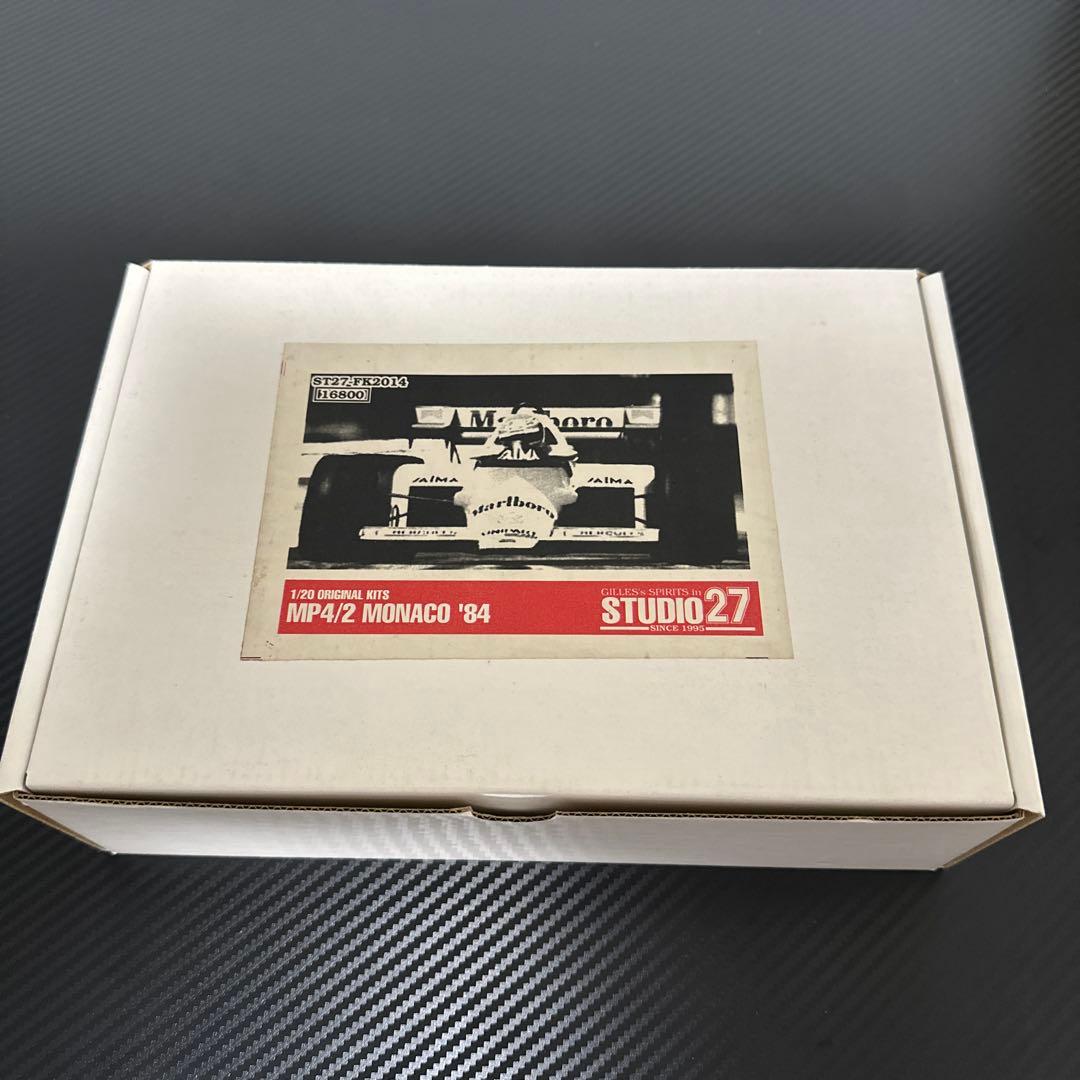 ST27-FK2014
¥16800
Marlboro
Marlboro
HERCULES
1/20 ORIGINAL KITS
MP4/2 MONACO '84
GILLES's SPIRITS in
STUDIO27
SINCE 1995